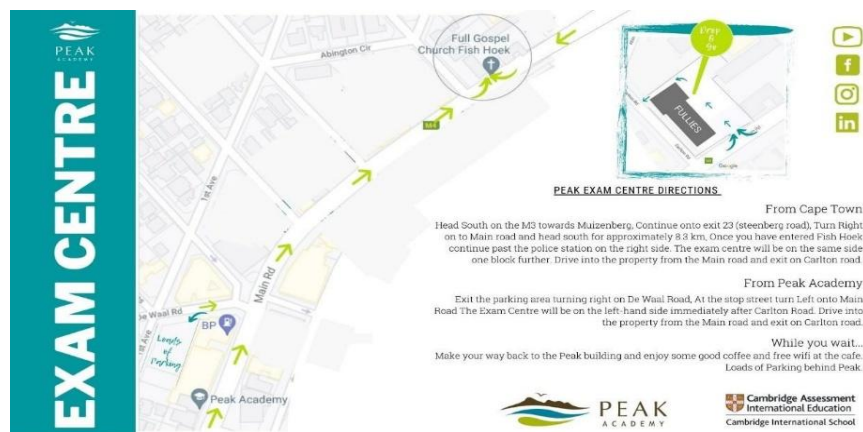 PEAK
ACADEMY
EXAM CENTRE
Abington Cir
Full Gospel
Church Fish Hoek
M4
1st Ave
Main Rd
De Waal Rd
BP
1st Ave
Loads
of
Parking
Peak Academy
Drop
&
Go
FULLIES
Google
PEAK EXAM CENTRE DIRECTIONS
From Cape Town
Head South on the M3 towards Muizenberg, Continue onto exit 23 (steenberg road), Turn Right
on to Main road and head south for approximately 8.3 km, Once you have entered Fish Hoek
continue past the police station on the right side. The exam centre will be on the same side
one block further. Drive into the property from the Main road and exit on Carlton road.
From Peak Academy
Exit the parking area turning right on De Waal Road, At the stop street turn Left onto Main
Road The Exam Centre will be on the left-hand side immediately after Carlton Road. Drive into
the property from the Main road and exit on Carlton road.
While you wait...
Make your way back to the Peak building and enjoy some good coffee and free wifi at the cafe.
Loads of Parking behind Peak.
PEAK
ACADEMY
Cambridge Assessment
International Education
Cambridge International School